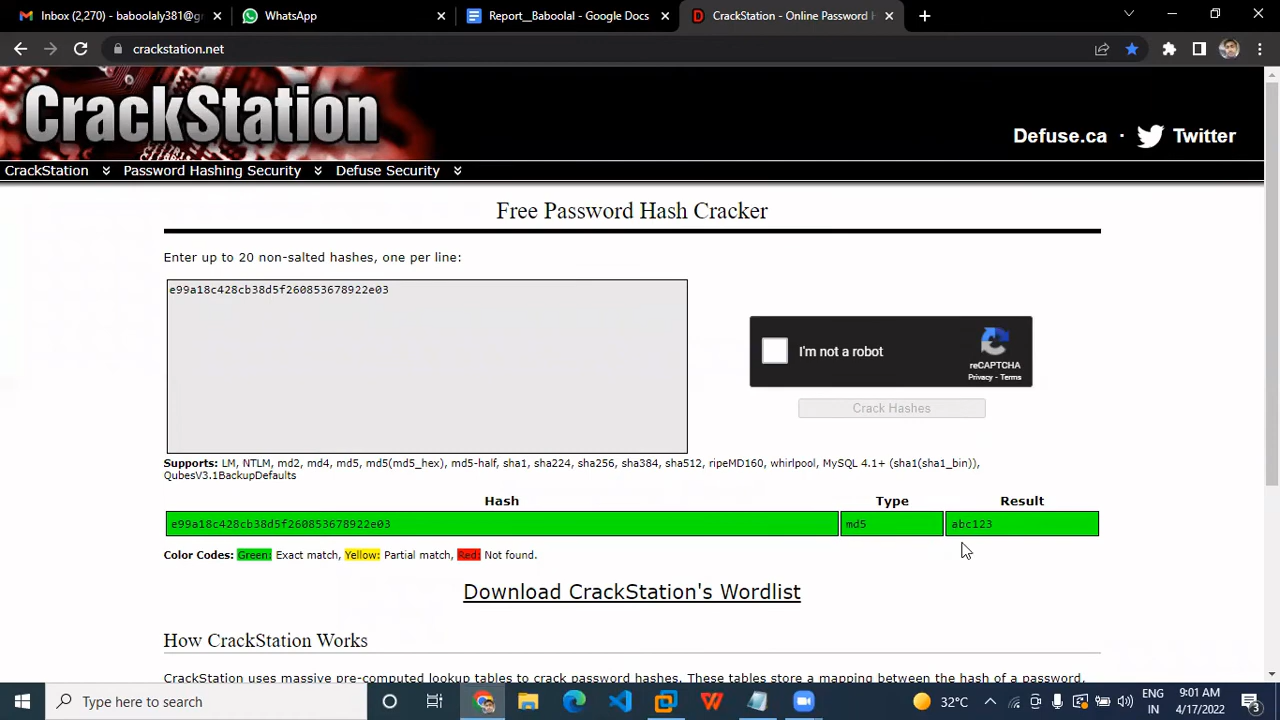 Inbox (2,270) - baboolaly381@gr
WhatsApp
Report__Baboolal - Google Docs
CrackStation - Online Password H
crackstation.net
CrackStation
Defuse.ca · Twitter
CrackStation
Password Hashing Security
Defuse Security
Free Password Hash Cracker
Enter up to 20 non-salted hashes, one per line:
e99a18c428cb38d5f260853678922e03
I'm not a robot
reCAPTCHA
Privacy - Terms
Crack Hashes
Supports: LM, NTLM, md2, md4, md5, md5(md5_hex), md5-half, sha1, sha224, sha256, sha384, sha512, ripeMD160, whirlpool, MySQL 4.1+ (sha1(sha1_bin)),
QubesV3.1BackupDefaults
Hash Type Result
e99a18c428cb38d5f260853678922e03 md5 abc123
Color Codes: Green: Exact match, Yellow: Partial match, Red: Not found.
Download CrackStation's Wordlist
How CrackStation Works
CrackStation uses massive pre-computed lookup tables to crack password hashes. These tables store a mapping between the hash of a password,
Type here to search
32°C
ENG
IN
9:01 AM
4/17/2022
3